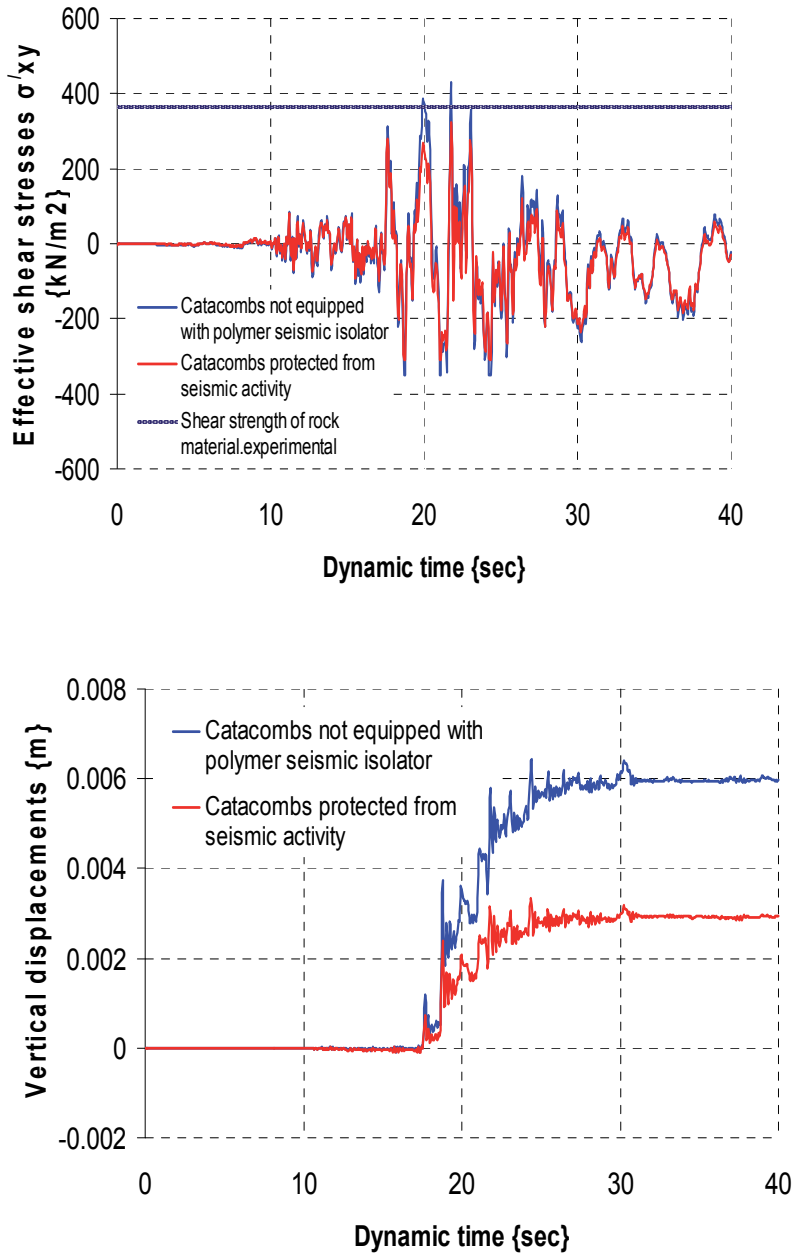 Effective shear stresses σ'xy
{kN/m2}
600
400
200
0
-200
-400
-600
Catacombs not equipped
with polymer seismic isolator
Catacombs protected from
seismic activity
Shear strength of rock
material.experimental
0 10 20 30 40
Dynamic time {sec}
Vertical displacements {m}
0.008
0.006
0.004
0.002
0
-0.002
Catacombs not equipped with
polymer seismic isolator
Catacombs protected from
seismic activity
0 10 20 30 40
Dynamic time {sec}